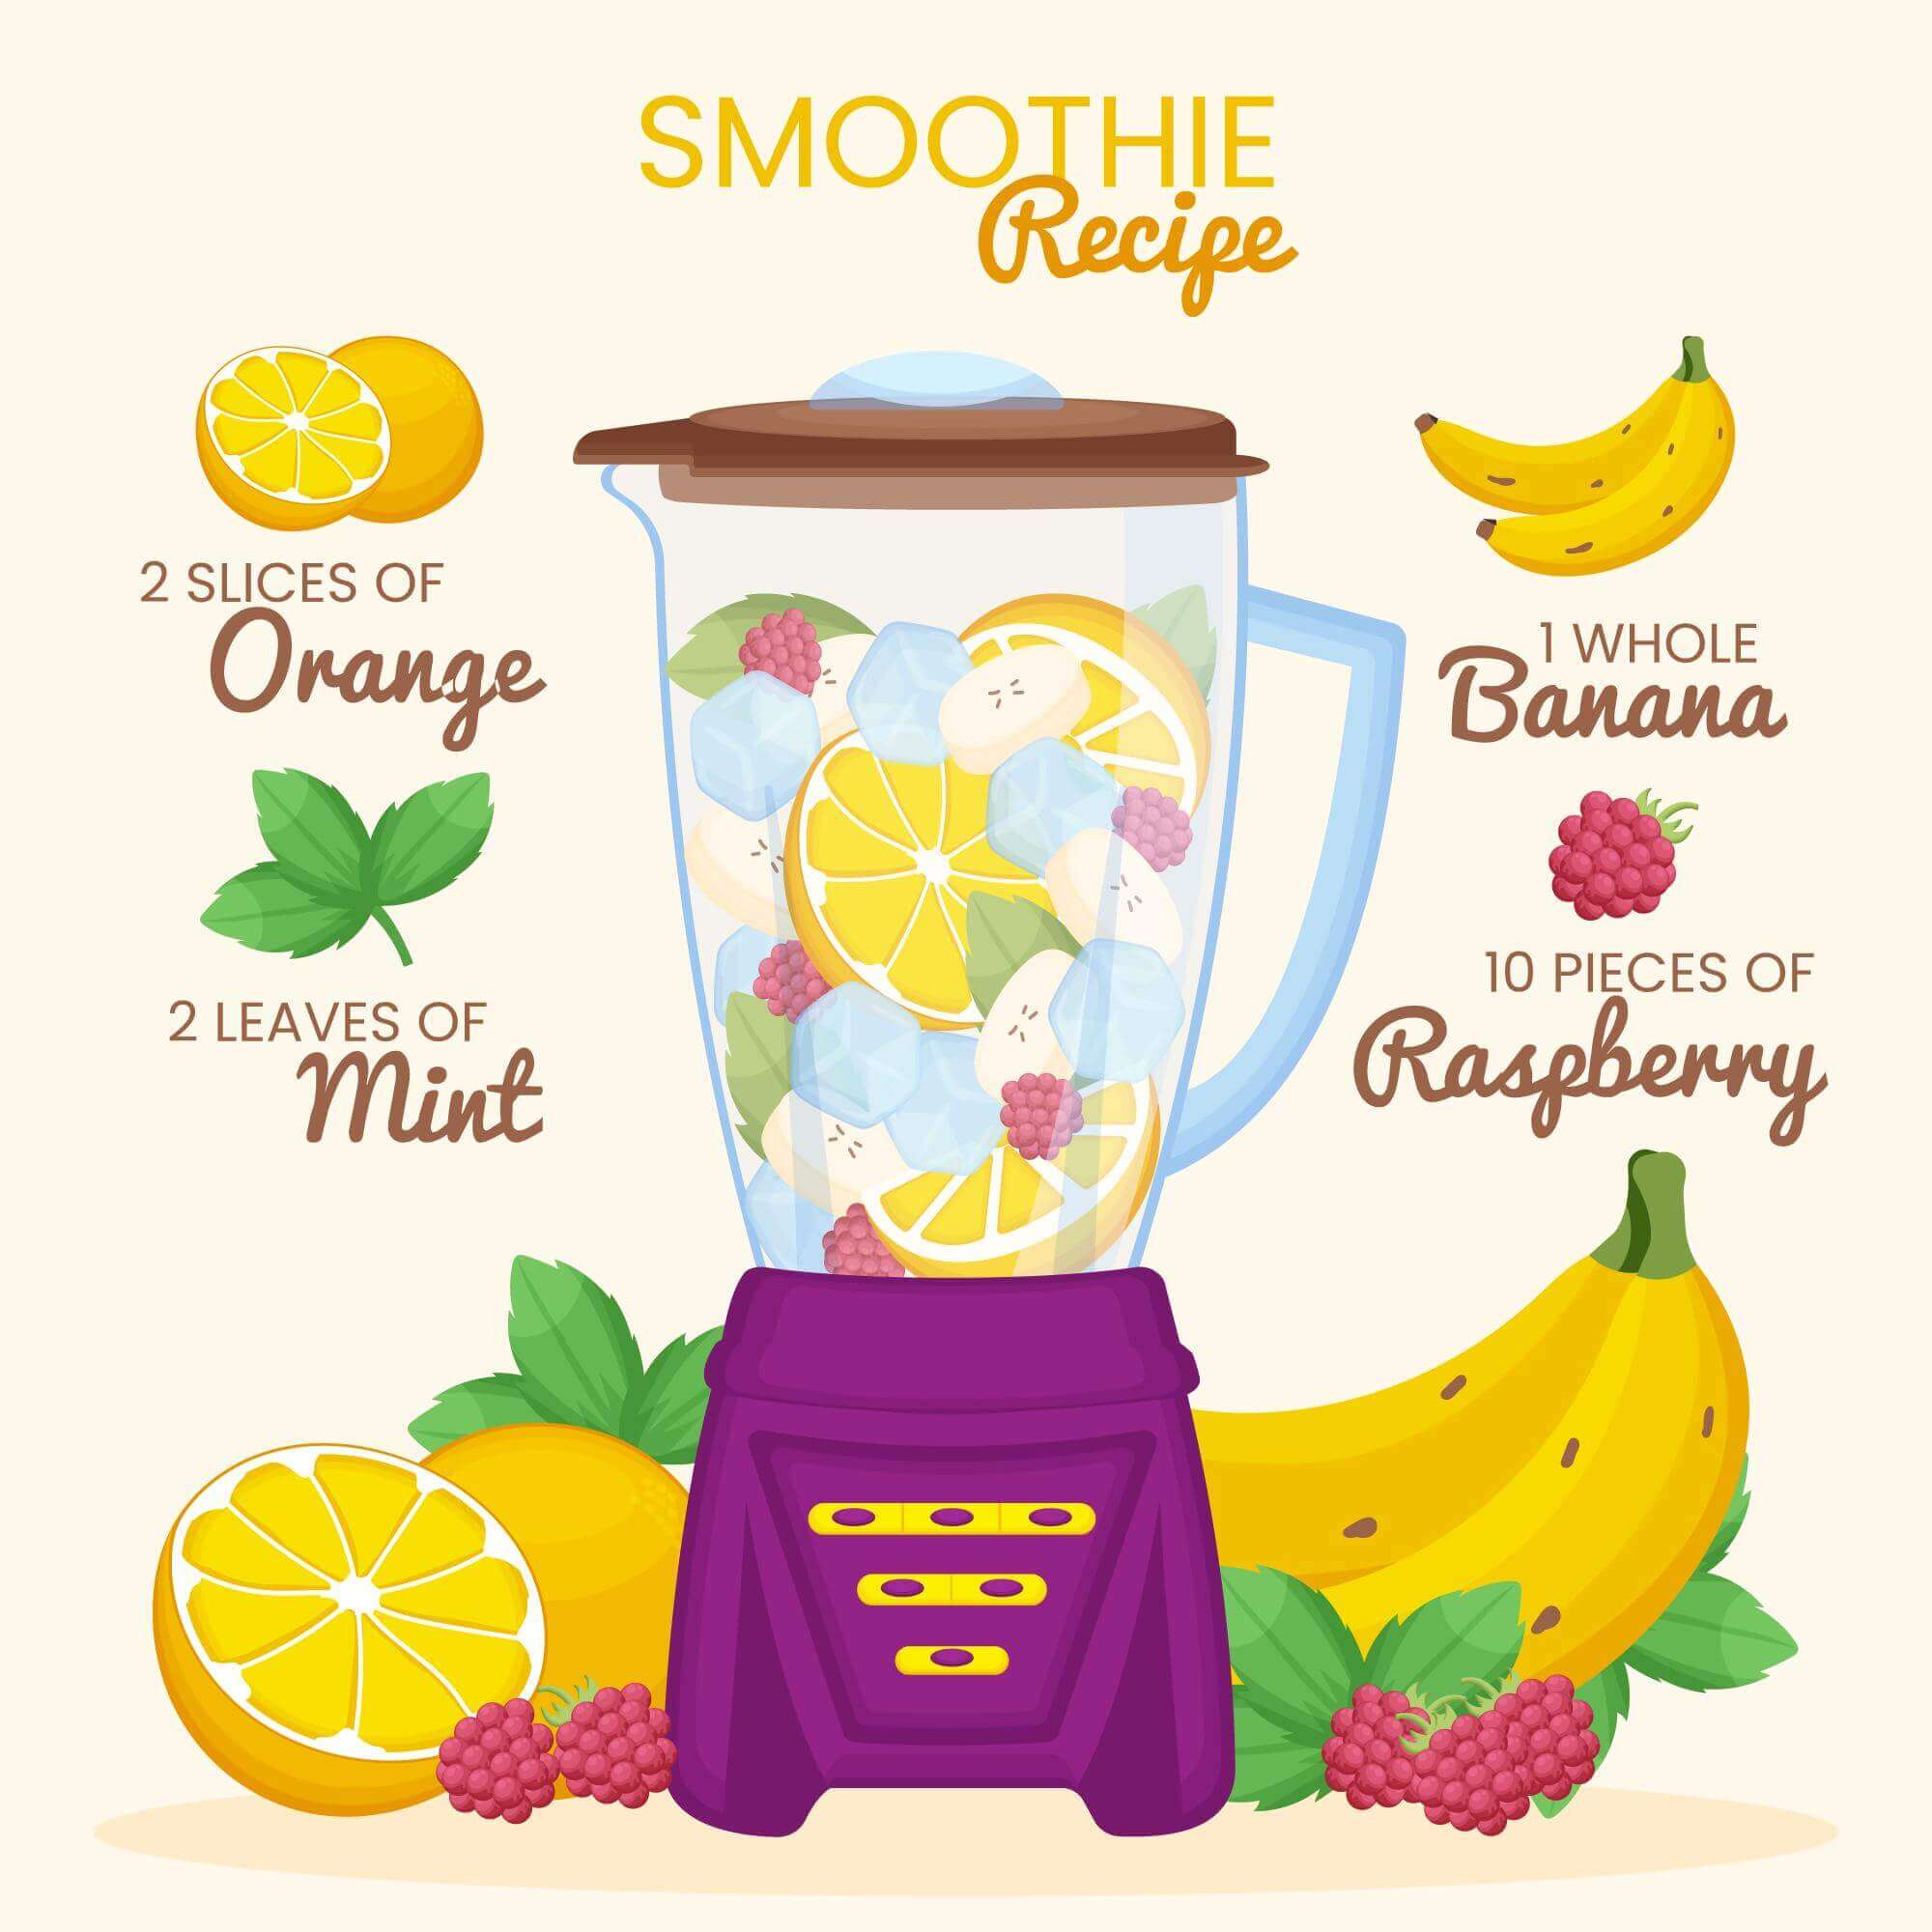 SMOOTHIE
Recipe
2 SLICES OF
Orange
2 LEAVES OF
Mint
1 WHOLE
Banana
10 PIECES OF
Raspberry